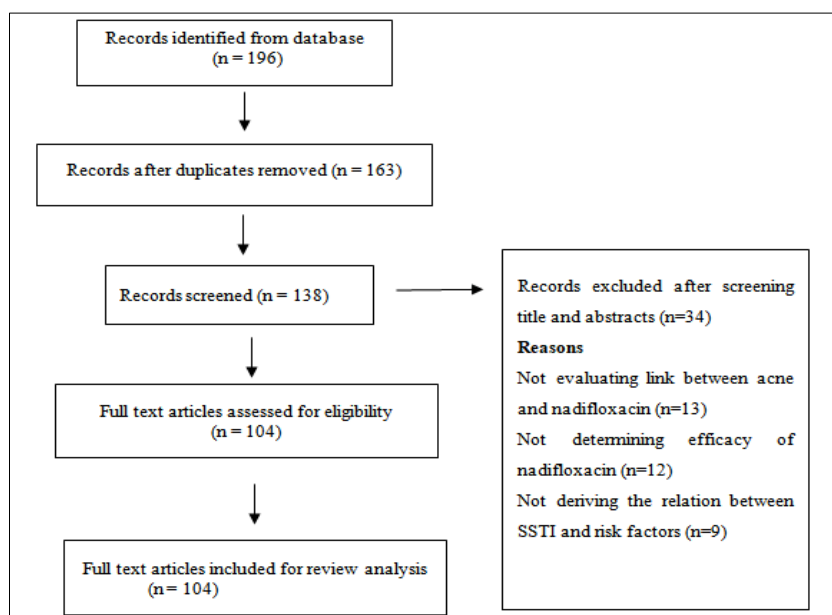 Records identified from database
(n = 196)
Records after duplicates removed (n = 163)
Records screened (n = 138)
Records excluded after screening
title and abstracts (n=34)
Reasons
Not evaluating link between acne
and nadifloxacin (n=13)
Not determining efficacy of
nadifloxacin (n=12)
Not deriving the relation between
SSTI and risk factors (n=9)
Full text articles assessed for eligibility
(n = 104)
Full text articles included for review analysis
(n = 104)